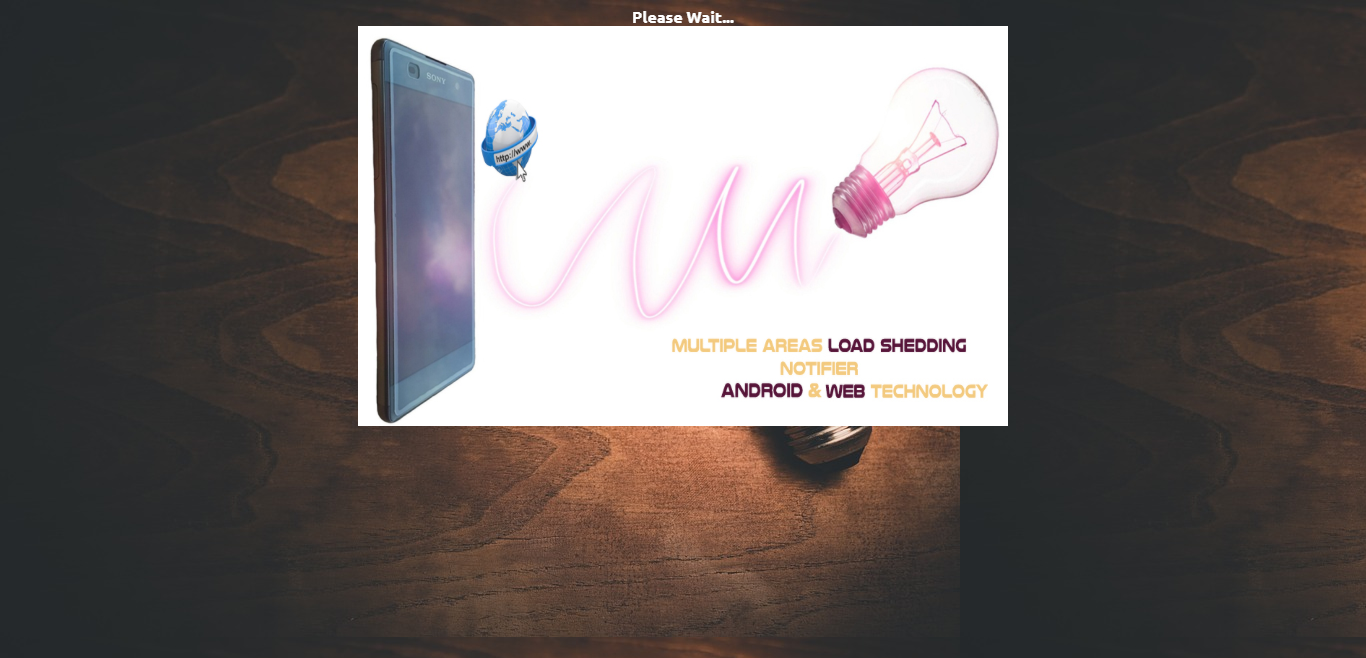 Please Wait...
SONY
http://www.
MULTIPLE AREAS LOAD SHEDDING
NOTIFIER
ANDROID & WEB TECHNOLOGY